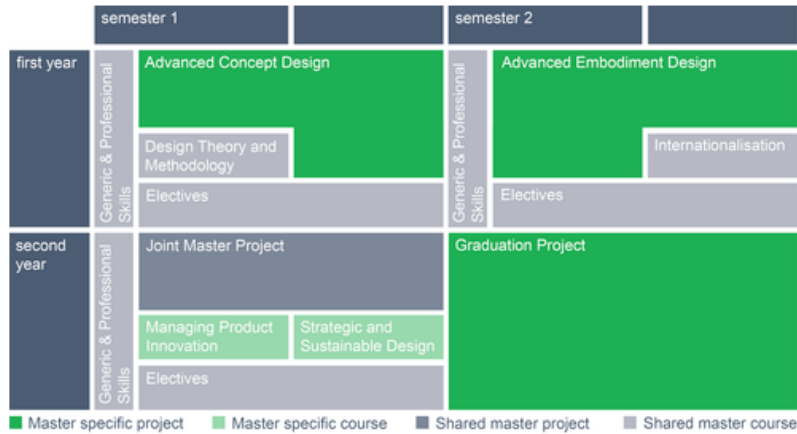 semester 1
semester 2
first year
Generic & Professional
Skills
Advanced Concept Design
Design Theory and
Methodology
Electives
Generic & Professional
Skills
Advanced Embodiment Design
Internationalisation
Electives
second
year
Generic & Professional
Skills
Joint Master Project
Managing Product
Innovation
Strategic and
Sustainable Design
Electives
Graduation Project
Master specific project
Master specific course
Shared master project
Shared master course